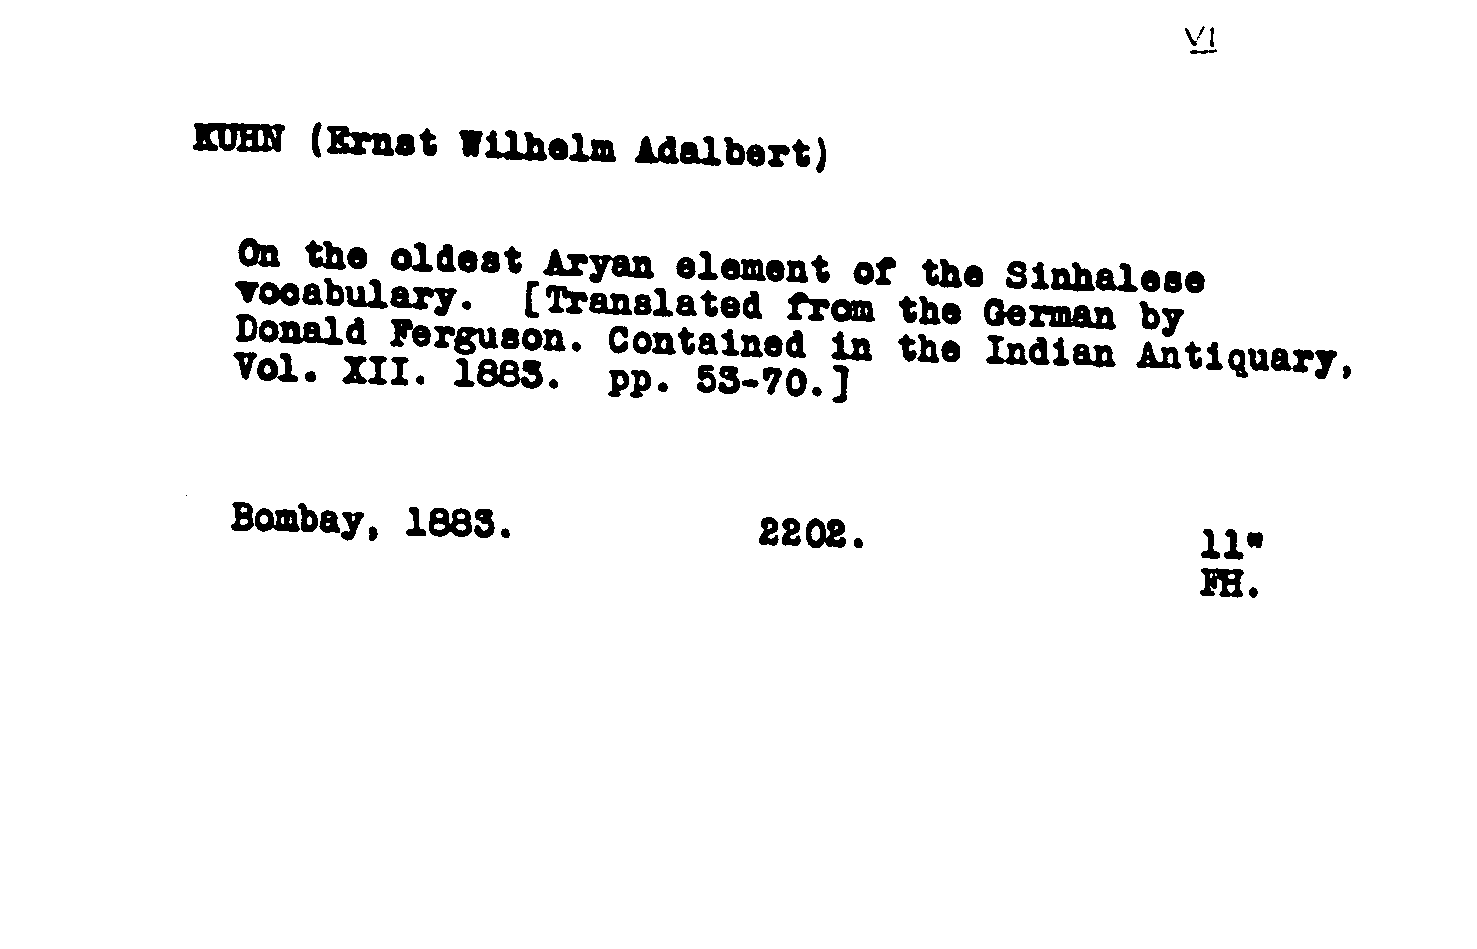 VI
KUHN (Ernst Wilhelm Adalbert)
On the oldest Aryan element of the Sinhalese
vocabulary. [Translated from the German by
Donald Ferguson. Contained in the Indian Antiquary,
Vol. XII. 1883. pp. 53-70.]
Bombay, 1883. 2202. 11"
FH.